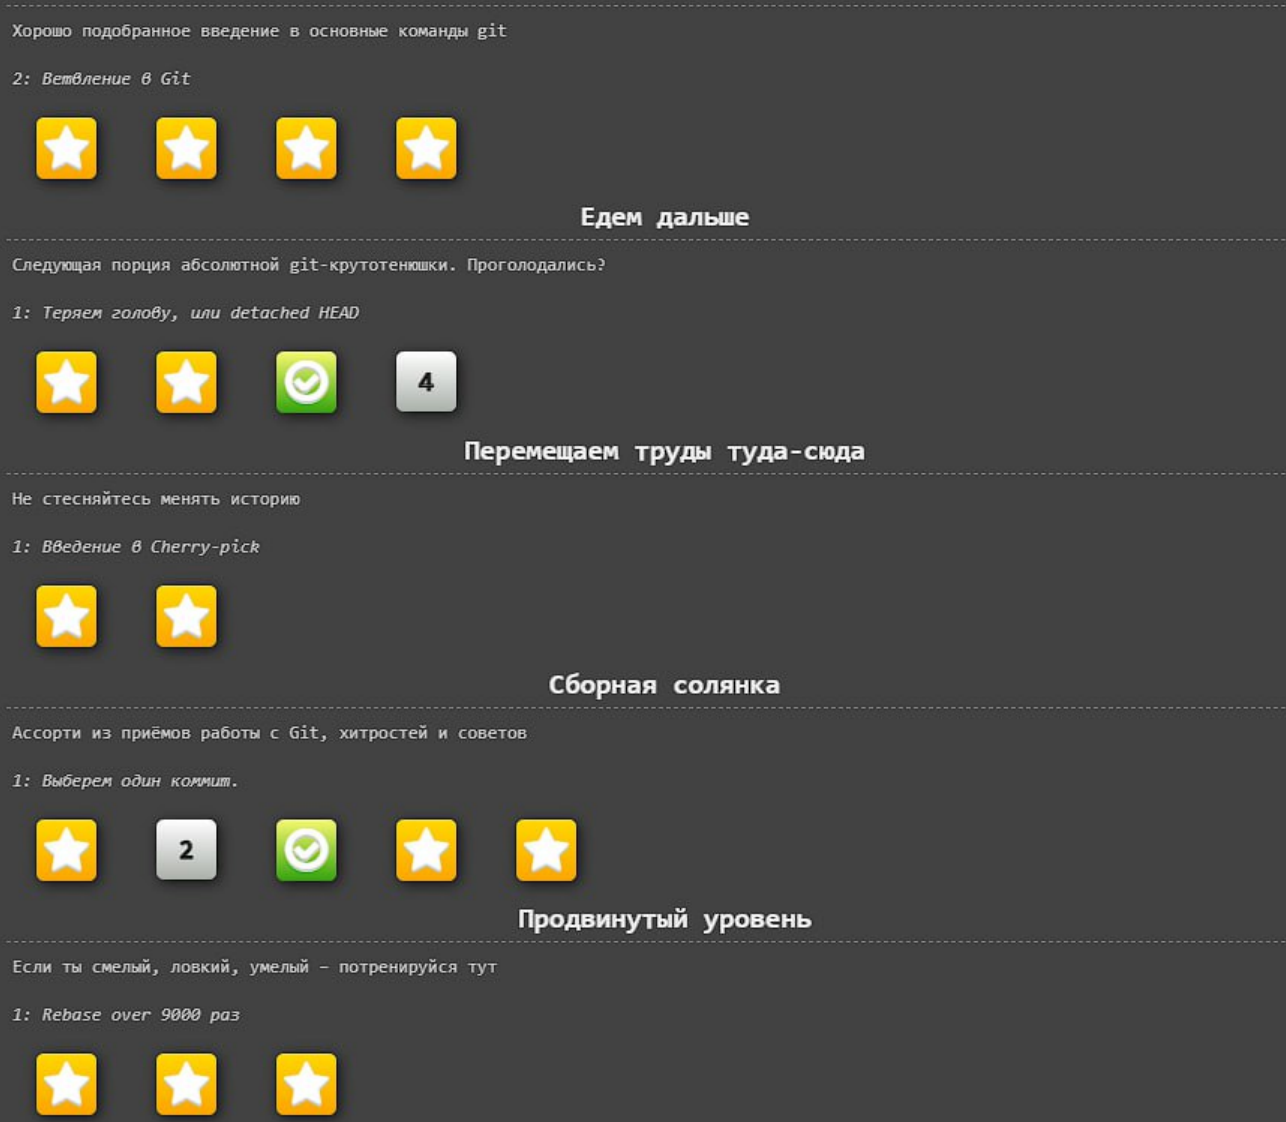 Хорошо подобранное введение в основные команды git
2: Ветвление в Git
Едем дальше
Следующая порция абсолютной git-крутотенюшки. Проголодались?
1: Теряем голову, или detached HEAD
4
Перемещаем труды туда-сюда
Не стесняйтесь менять историю
1: Введение в Cherry-pick
Сборная солянка
Ассорти из приёмов работы с Git, хитростей и советов
1: Выберем один коммит.
2
Продвинутый уровень
Если ты смелый, ловкий, умелый – потренируйся тут
1: Rebase over 9000 раз